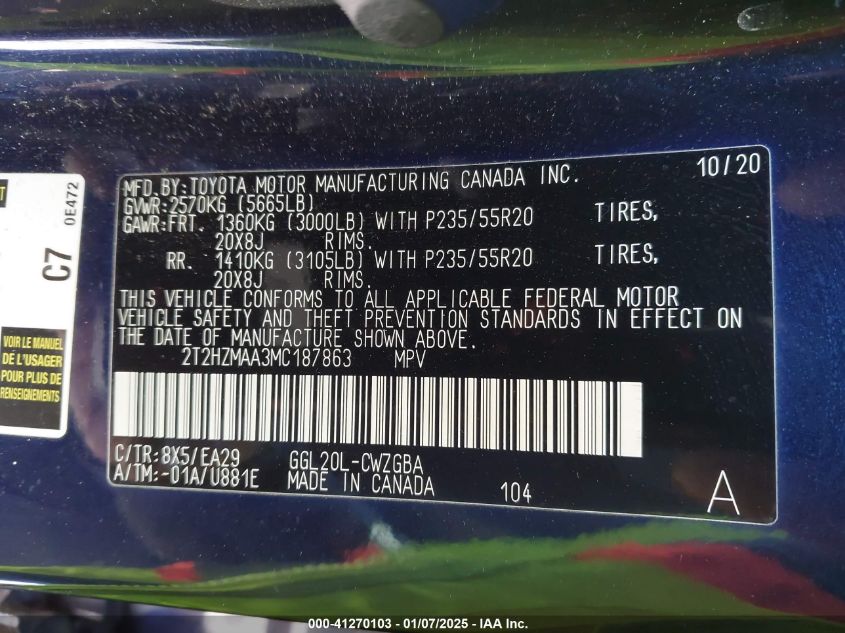 10/20
MFD.BY:TOYOTA MOTOR MANUFACTURING CANADA INC.
GVWR:2570KG (5665LB)
GAWR:FRT. 1360KG (3000LB) WITH P235/55R20 TIRES,
20X8J RIMS.
RR. 1410KG (3105LB) WITH P235/55R20 TIRES,
20X8J RIMS.
THIS VEHICLE CONFORMS TO ALL APPLICABLE FEDERAL MOTOR
VEHICLE SAFETY AND THEFT PREVENTION STANDARDS IN EFFECT ON
THE DATE OF MANUFACTURE SHOWN ABOVE.
2T2HZMAA3MC187863 MPV
C/TR:8X5/EA29 GGL20L-CWZGBA
A/TM:-01A/U881E MADE IN CANADA 104 A
C7
0E472
VOIR LE MANUEL
DE L'USAGER
POUR PLUS DE
RENSEIGNEMENTS
000-41270103 - 01/07/2025 - IAA Inc.